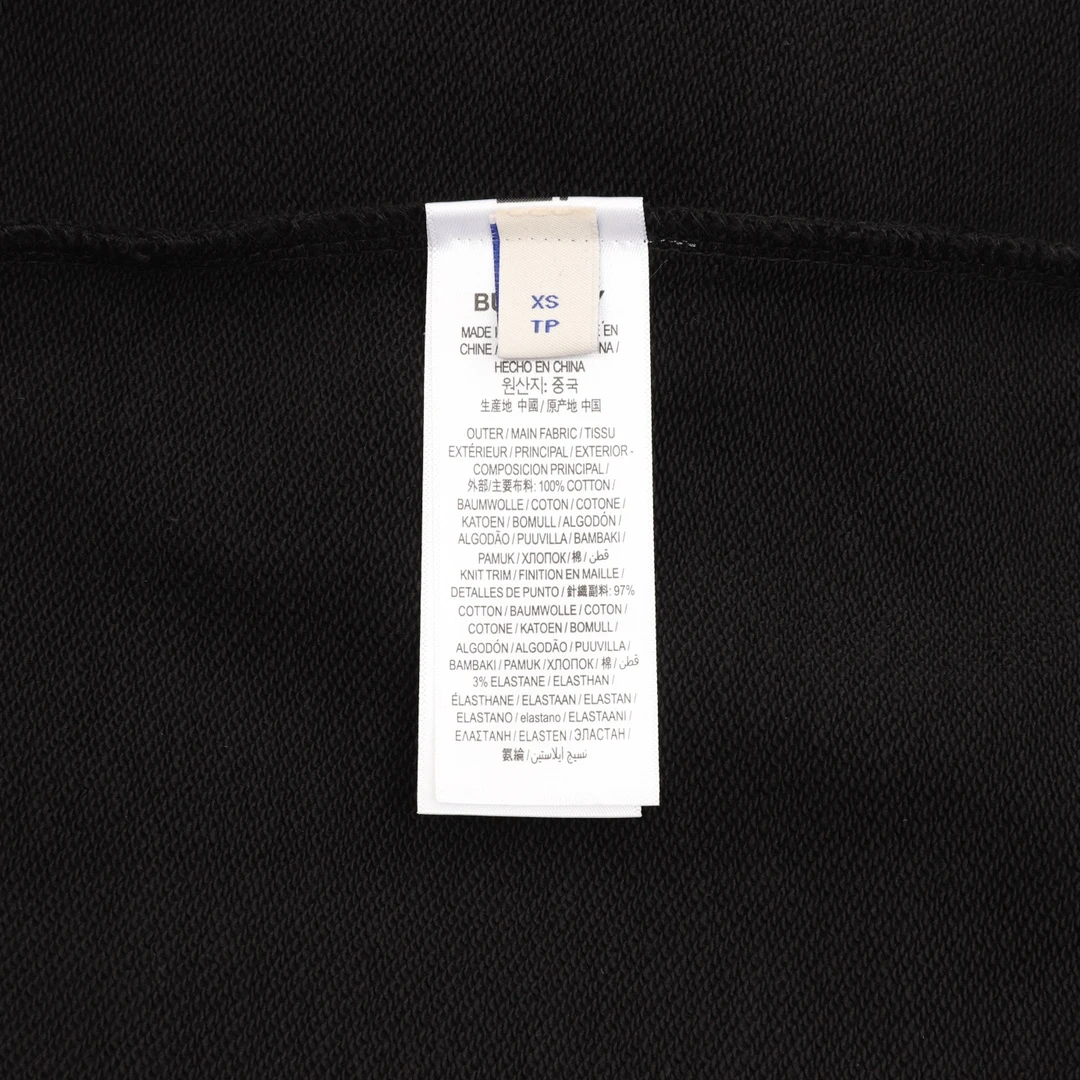 XS
TP
MADE EN
CHINE /
HECHO EN CHINA
원산지: 중국
生産地 中國 / 原产地 中国
OUTER / MAIN FABRIC / TISSU
EXTÉRIEUR / PRINCIPAL / EXTERIOR -
COMPOSICION PRINCIPAL /
外部/主要布料: 100% COTTON /
BAUMWOLLE / COTON / COTONE /
KATOEN / BOMULL / ALGODÓN /
ALGODÃO / PUUVILLA / BAMBAKI /
PAMUK / ХЛОПОК / 棉 / قطن
KNIT TRIM / FINITION EN MAILLE /
DETALLES DE PUNTO / 針織副料: 97%
COTTON / BAUMWOLLE / COTON /
COTONE / KATOEN / BOMULL /
ALGODÓN / ALGODÃO / PUUVILLA /
BAMBAKI / PAMUK / ХЛОПОК / 棉 / قطن
3% ELASTANE / ELASTHAN /
ÉLASTHANE / ELASTAAN / ELASTAN /
ELASTANO / elastano / ELASTAANI /
ΕΛΑΣΤΑΝΗ / ELASTEN / ЭЛАСТАН /
氨綸 / نسيج إيلاستين